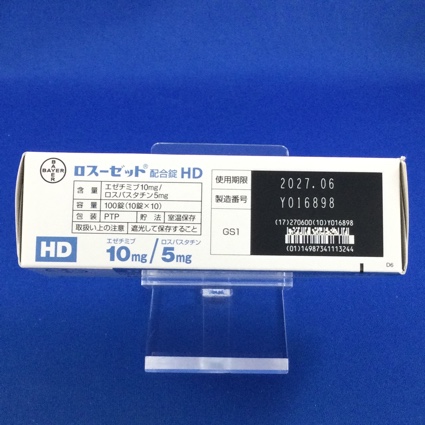 BAYER
BAYER
ロスーゼット® 配合錠 HD
含量 エゼチミブ10mg/
ロスバスタチン5mg
容量 100錠(10錠×10)
包装 PTP 貯法 室温保存
取扱い上の注意 遮光して保存すること
HD
エゼチミブ ロスバスタチン
10mg/5mg
使用期限 2027.06
製造番号 Y016898
GS1
(17)270600(10)Y016898
(01)14987341113244
06